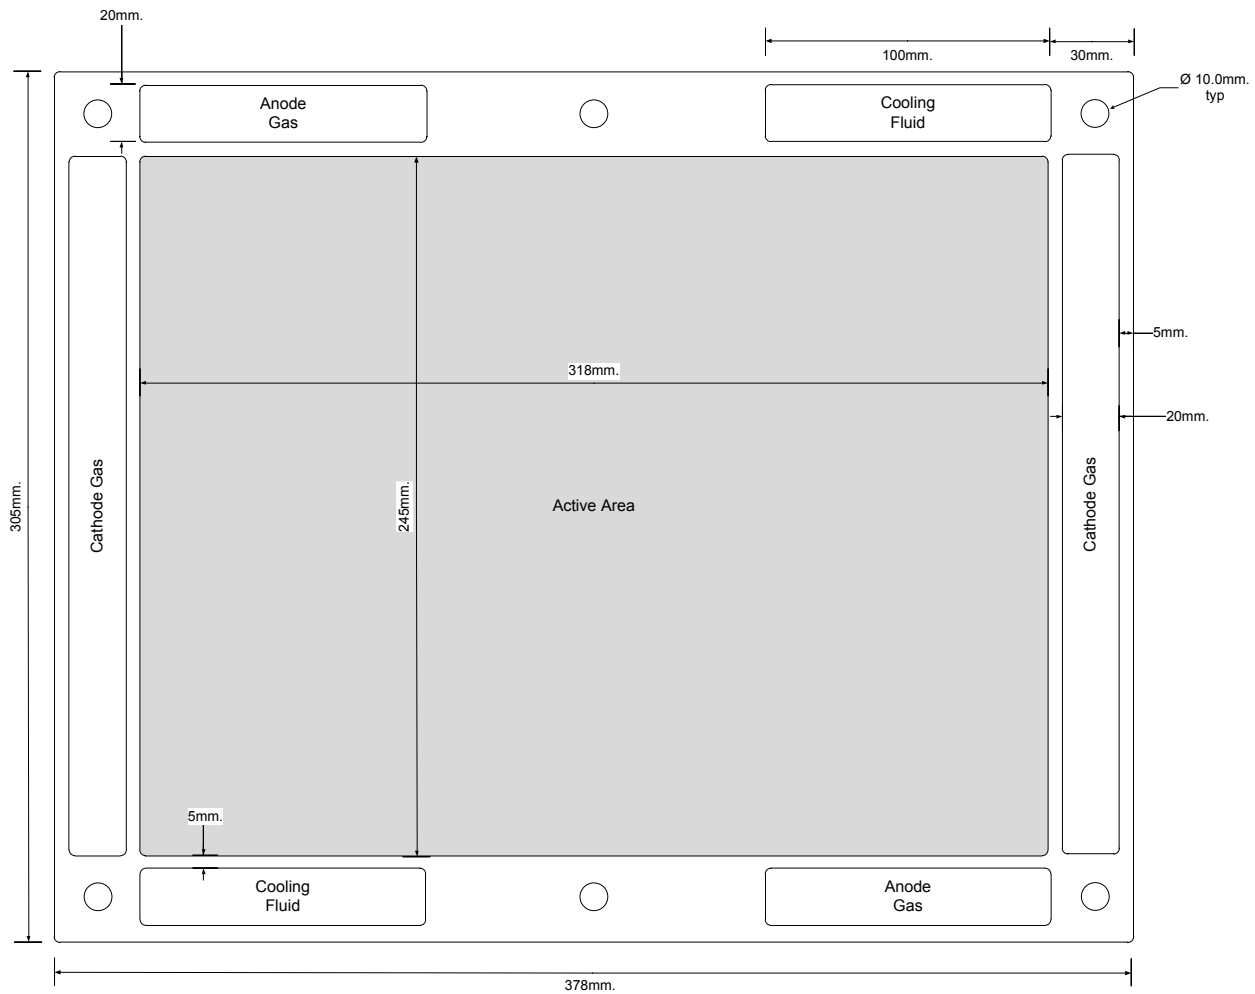 20mm.
100mm.
30mm.
Ø 10.0mm.
typ
Anode
Gas
Cooling
Fluid
5mm.
318mm.
20mm.
Cathode Gas
305mm.
245mm.
Active Area
Cathode Gas
5mm.
Cooling
Fluid
Anode
Gas
378mm.